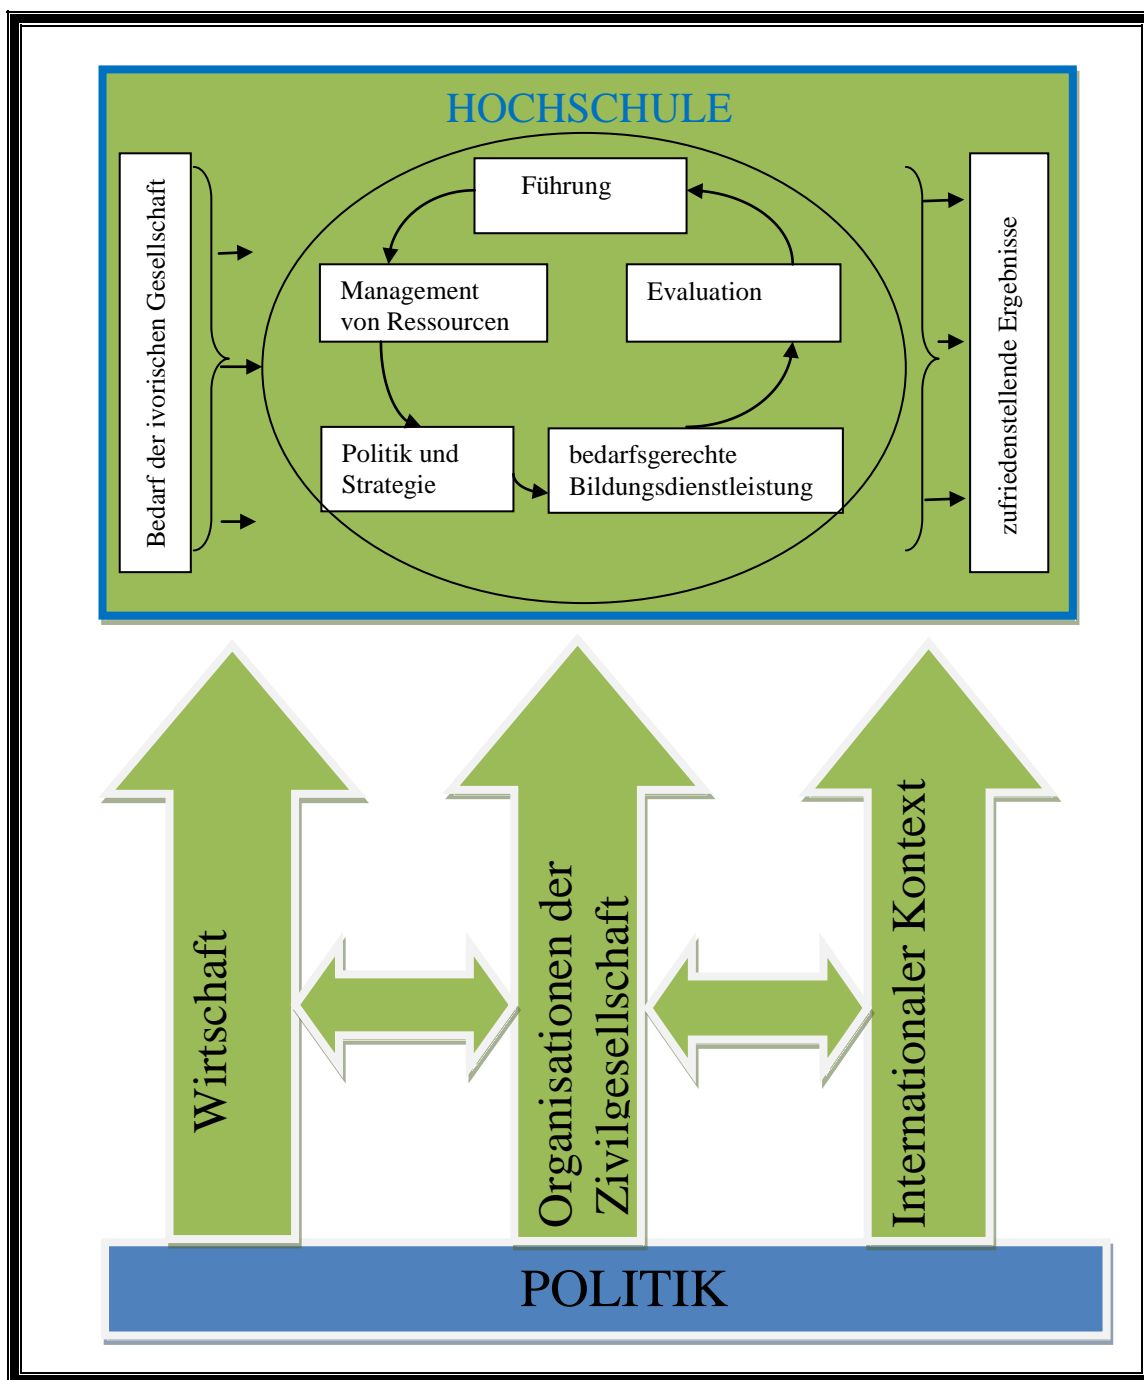 HOCHSCHULE
Bedarf der ivorischen Gesellschaft
Führung
Management
von Ressourcen
Evaluation
Politik und
Strategie
bedarfsgerechte
Bildungsdienstleistung
zufriedenstellende Ergebnisse
Wirtschaft
Organisationen der
Zivilgesellschaft
Internationaler Kontext
POLITIK